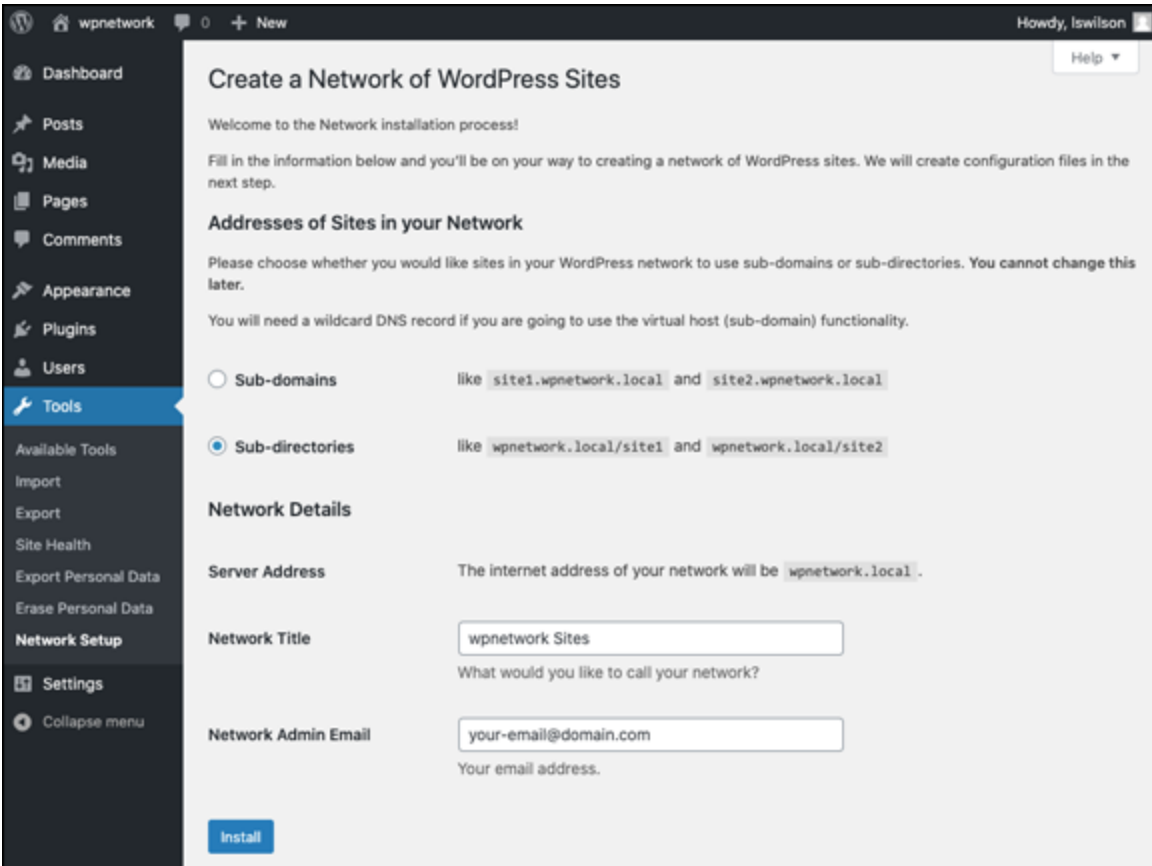 wpnetwork 0 + New Howdy, lswilson
Help ▼
Dashboard
Posts
Media
Pages
Comments
Appearance
Plugins
Users
Tools
Available Tools
Import
Export
Site Health
Export Personal Data
Erase Personal Data
Network Setup
Settings
Collapse menu
Create a Network of WordPress Sites
Welcome to the Network installation process!
Fill in the information below and you'll be on your way to creating a network of WordPress sites. We will create configuration files in the
next step.
Addresses of Sites in your Network
Please choose whether you would like sites in your WordPress network to use sub-domains or sub-directories. You cannot change this
later.
You will need a wildcard DNS record if you are going to use the virtual host (sub-domain) functionality.
Sub-domains like site1.wpnetwork.local and site2.wpnetwork.local
Sub-directories like wpnetwork.local/site1 and wpnetwork.local/site2
Network Details
Server Address The internet address of your network will be wpnetwork.local .
Network Title wpnetwork Sites
What would you like to call your network?
Network Admin Email your-email@domain.com
Your email address.
Install